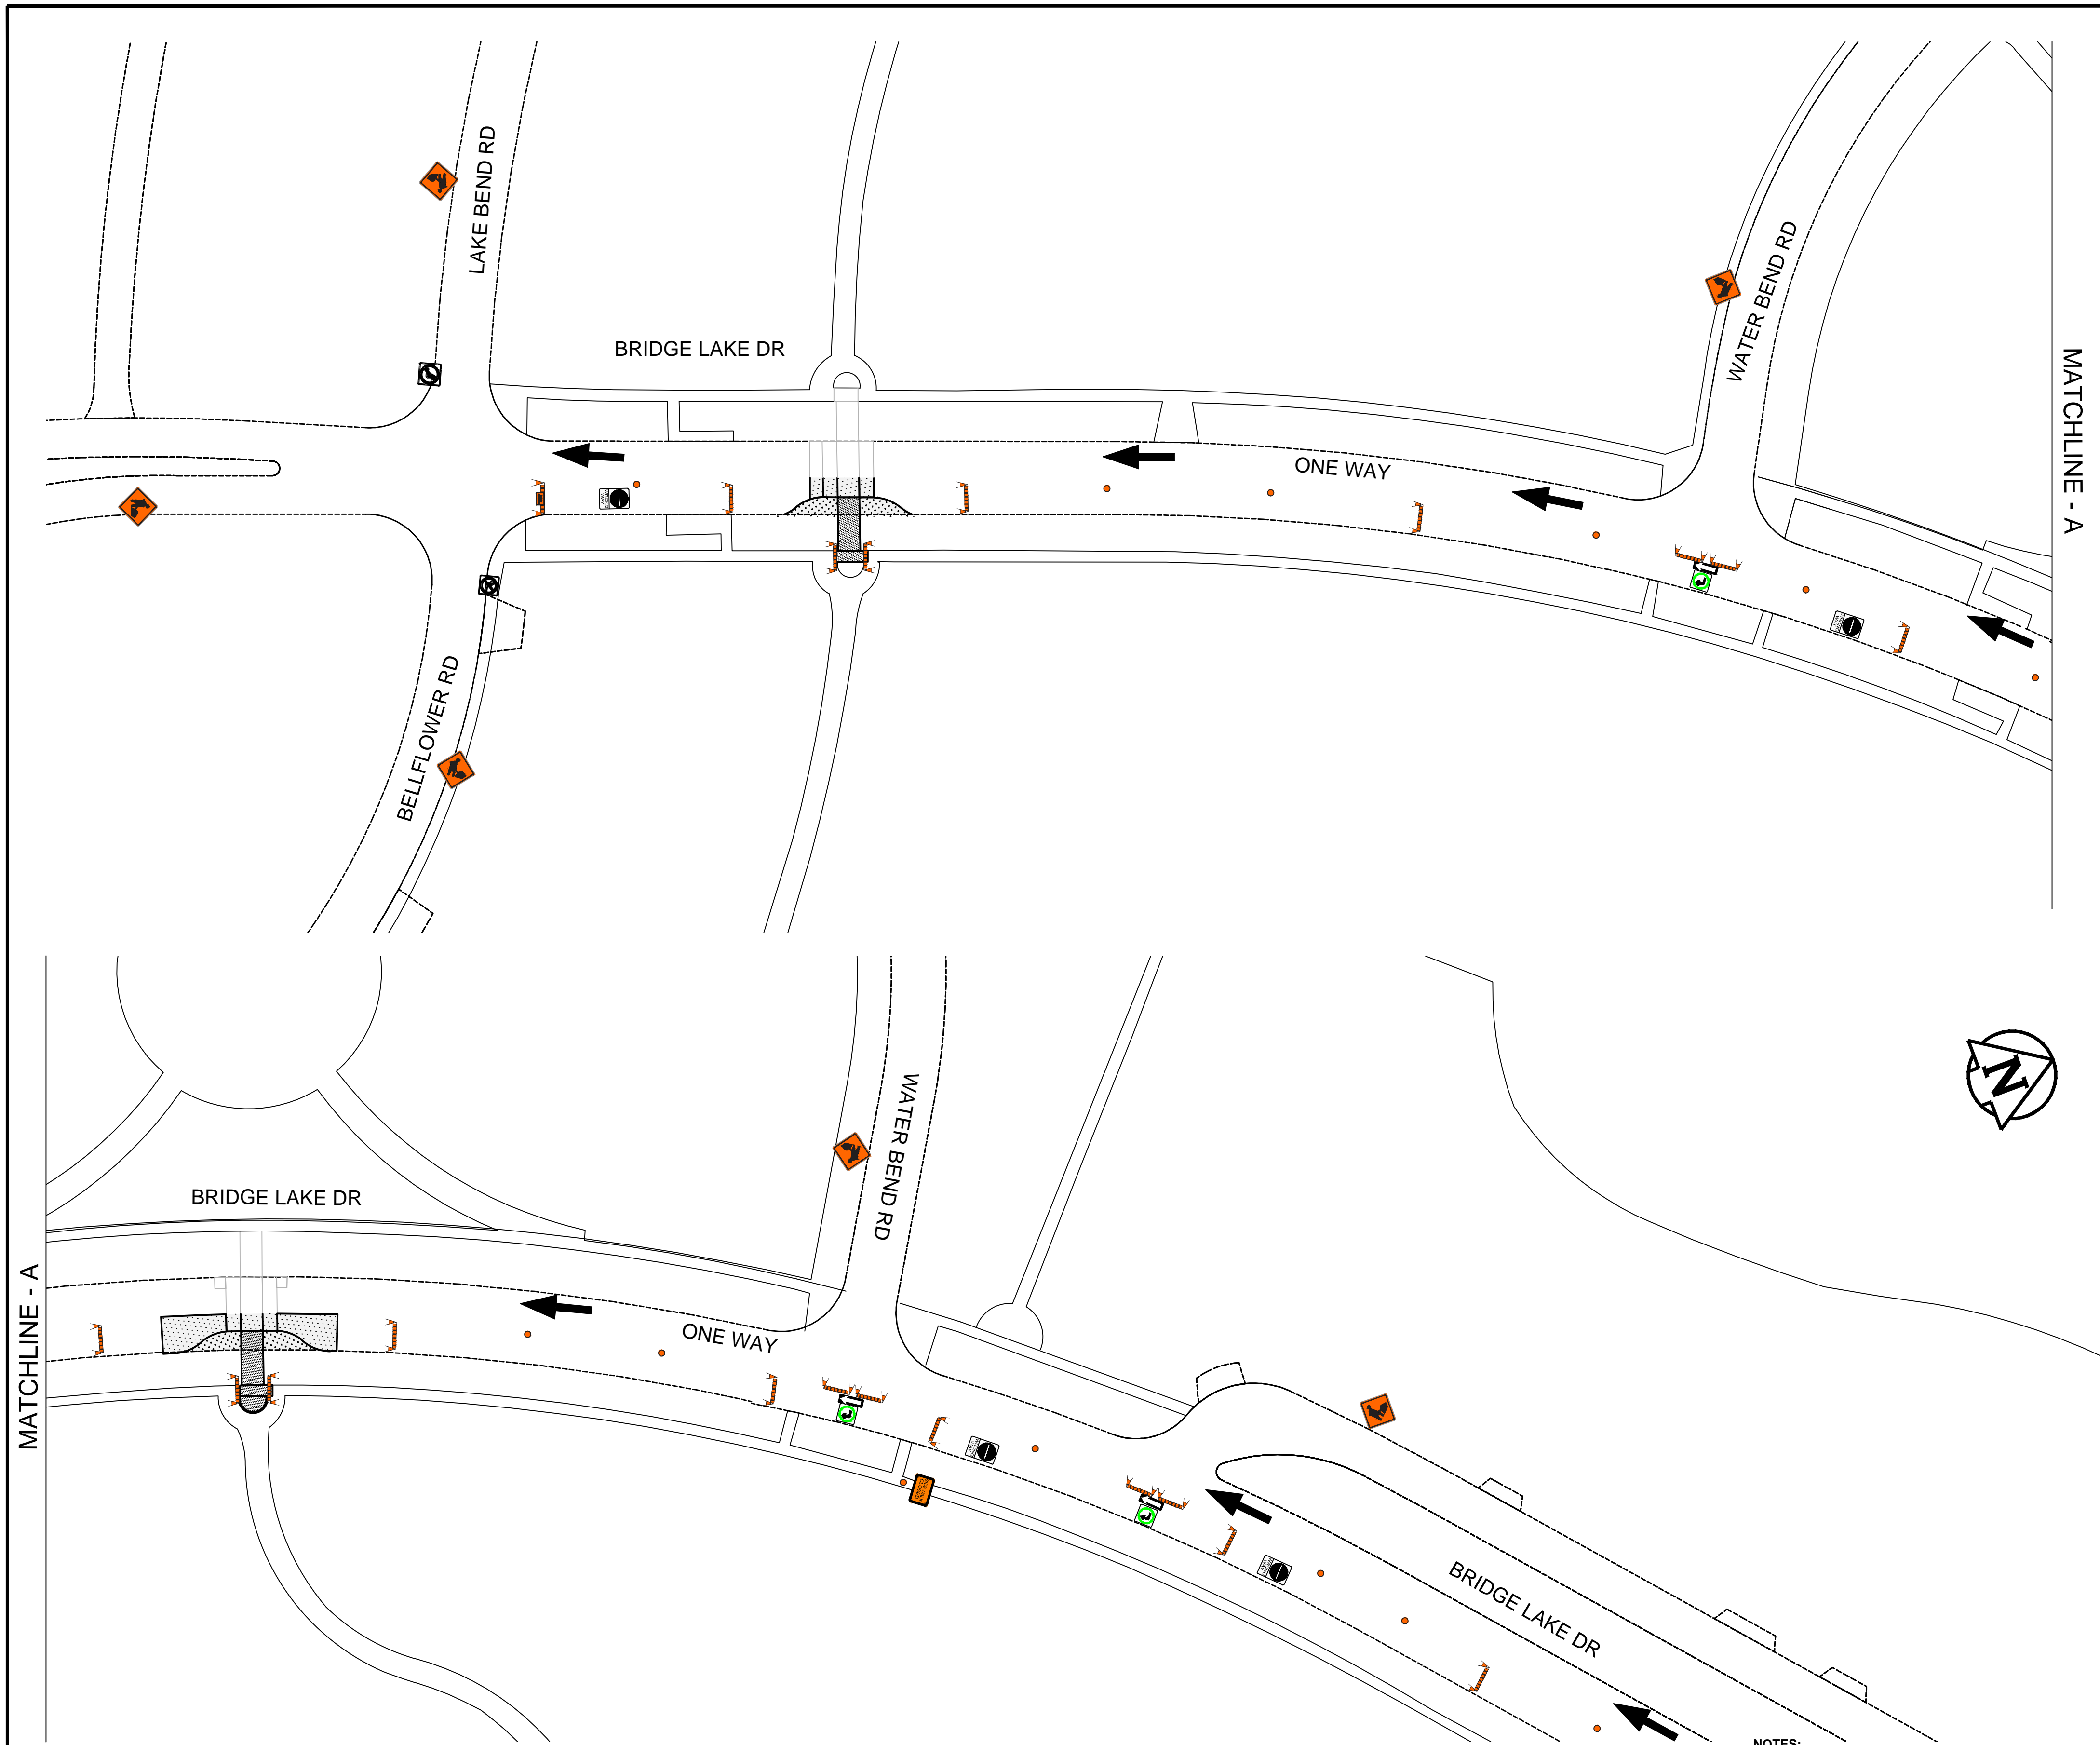 LAKE BEND RD
BRIDGE LAKE DR
WATER BEND RD
MATCHLINE - A
ONE WAY
BELLFLOWER RD
N
WATER BEND RD
BRIDGE LAKE DR
MATCHLINE - A
ONE WAY
BRIDGE LAKE DR
NOTES: